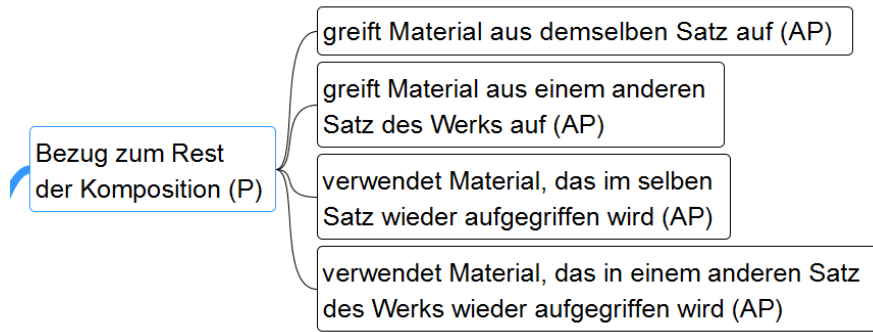 Bezug zum Rest
der Komposition (P)
greift Material aus demselben Satz auf (AP)
greift Material aus einem anderen
Satz des Werks auf (AP)
verwendet Material, das im selben
Satz wieder aufgegriffen wird (AP)
verwendet Material, das in einem anderen Satz
des Werks wieder aufgegriffen wird (AP)